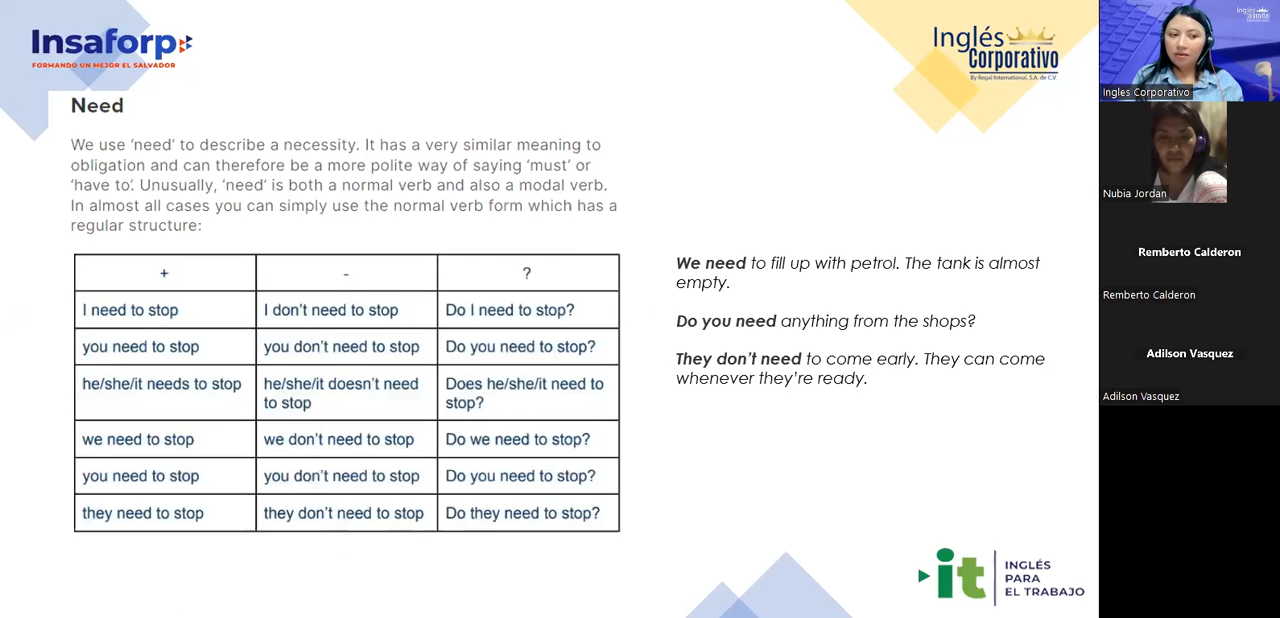 Insaforp
FORMANDO UN MEJOR EL SALVADOR
Inglés
Corporativo
By Regal International, S.A. de C.V
Need
We use ‘need’ to describe a necessity. It has a very similar meaning to
obligation and can therefore be a more polite way of saying ‘must’ or
‘have to’. Unusually, ‘need’ is both a normal verb and also a modal verb.
In almost all cases you can simply use the normal verb form which has a
regular structure:
+ - ?
I need to stop I don’t need to stop Do I need to stop?
you need to stop you don’t need to stop Do you need to stop?
he/she/it needs to stop he/she/it doesn’t need Does he/she/it need to
to stop stop?
we need to stop we don’t need to stop Do we need to stop?
you need to stop you don’t need to stop Do you need to stop?
they need to stop they don’t need to stop Do they need to stop?
We need to fill up with petrol. The tank is almost
empty.
Do you need anything from the shops?
They don’t need to come early. They can come
whenever they’re ready.
it
INGLÉS
PARA
EL TRABAJO
Inglés
Ingles Corporativo
Nubia Jordan
Remberto Calderon
Remberto Calderon
Adilson Vasquez
Adilson Vasquez